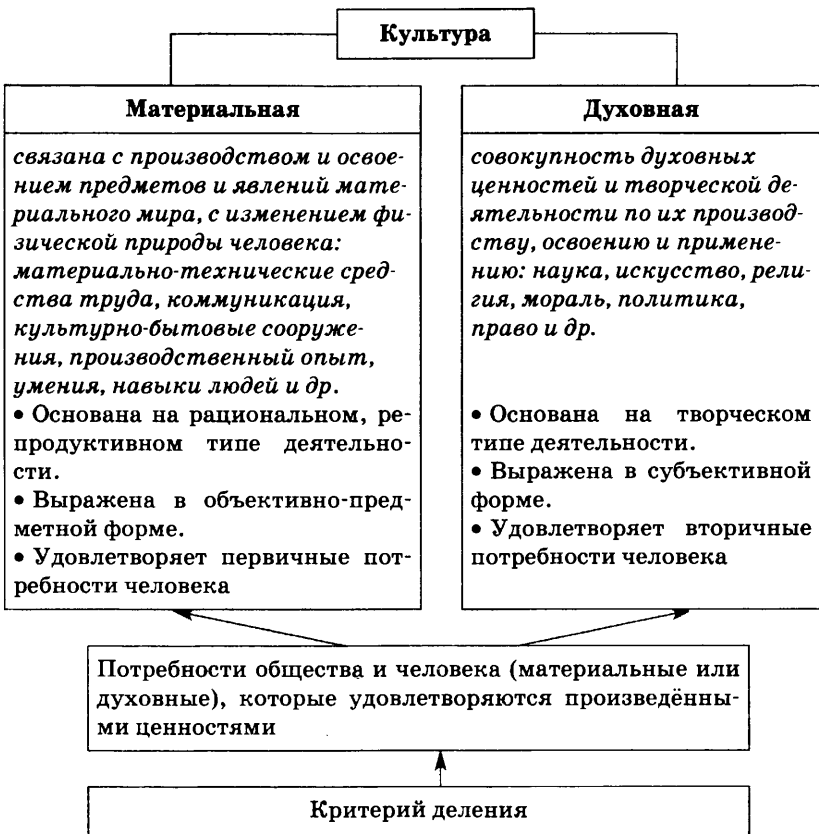 Культура
Материальная
связана с производством и освое-
нием предметов и явлений мате-
риального мира, с изменением фи-
зической природы человека:
материально-технические сред-
ства труда, коммуникация,
культурно-бытовые сооруже-
ния, производственный опыт,
умения, навыки людей и др.
• Основана на рациональном, ре-
продуктивном типе деятельно-
сти.
• Выражена в объективно-пред-
метной форме.
• Удовлетворяет первичные пот-
ребности человека
Духовная
совокупность духовных
ценностей и творческой де-
ятельности по их производ-
ству, освоению и примене-
нию: наука, искусство, рели-
гия, мораль, политика,
право и др.
• Основана на творческом
типе деятельности.
• Выражена в субъективной
форме.
• Удовлетворяет вторичные
потребности человека
Потребности общества и человека (материальные или
духовные), которые удовлетворяются произведённы-
ми ценностями
Критерий деления